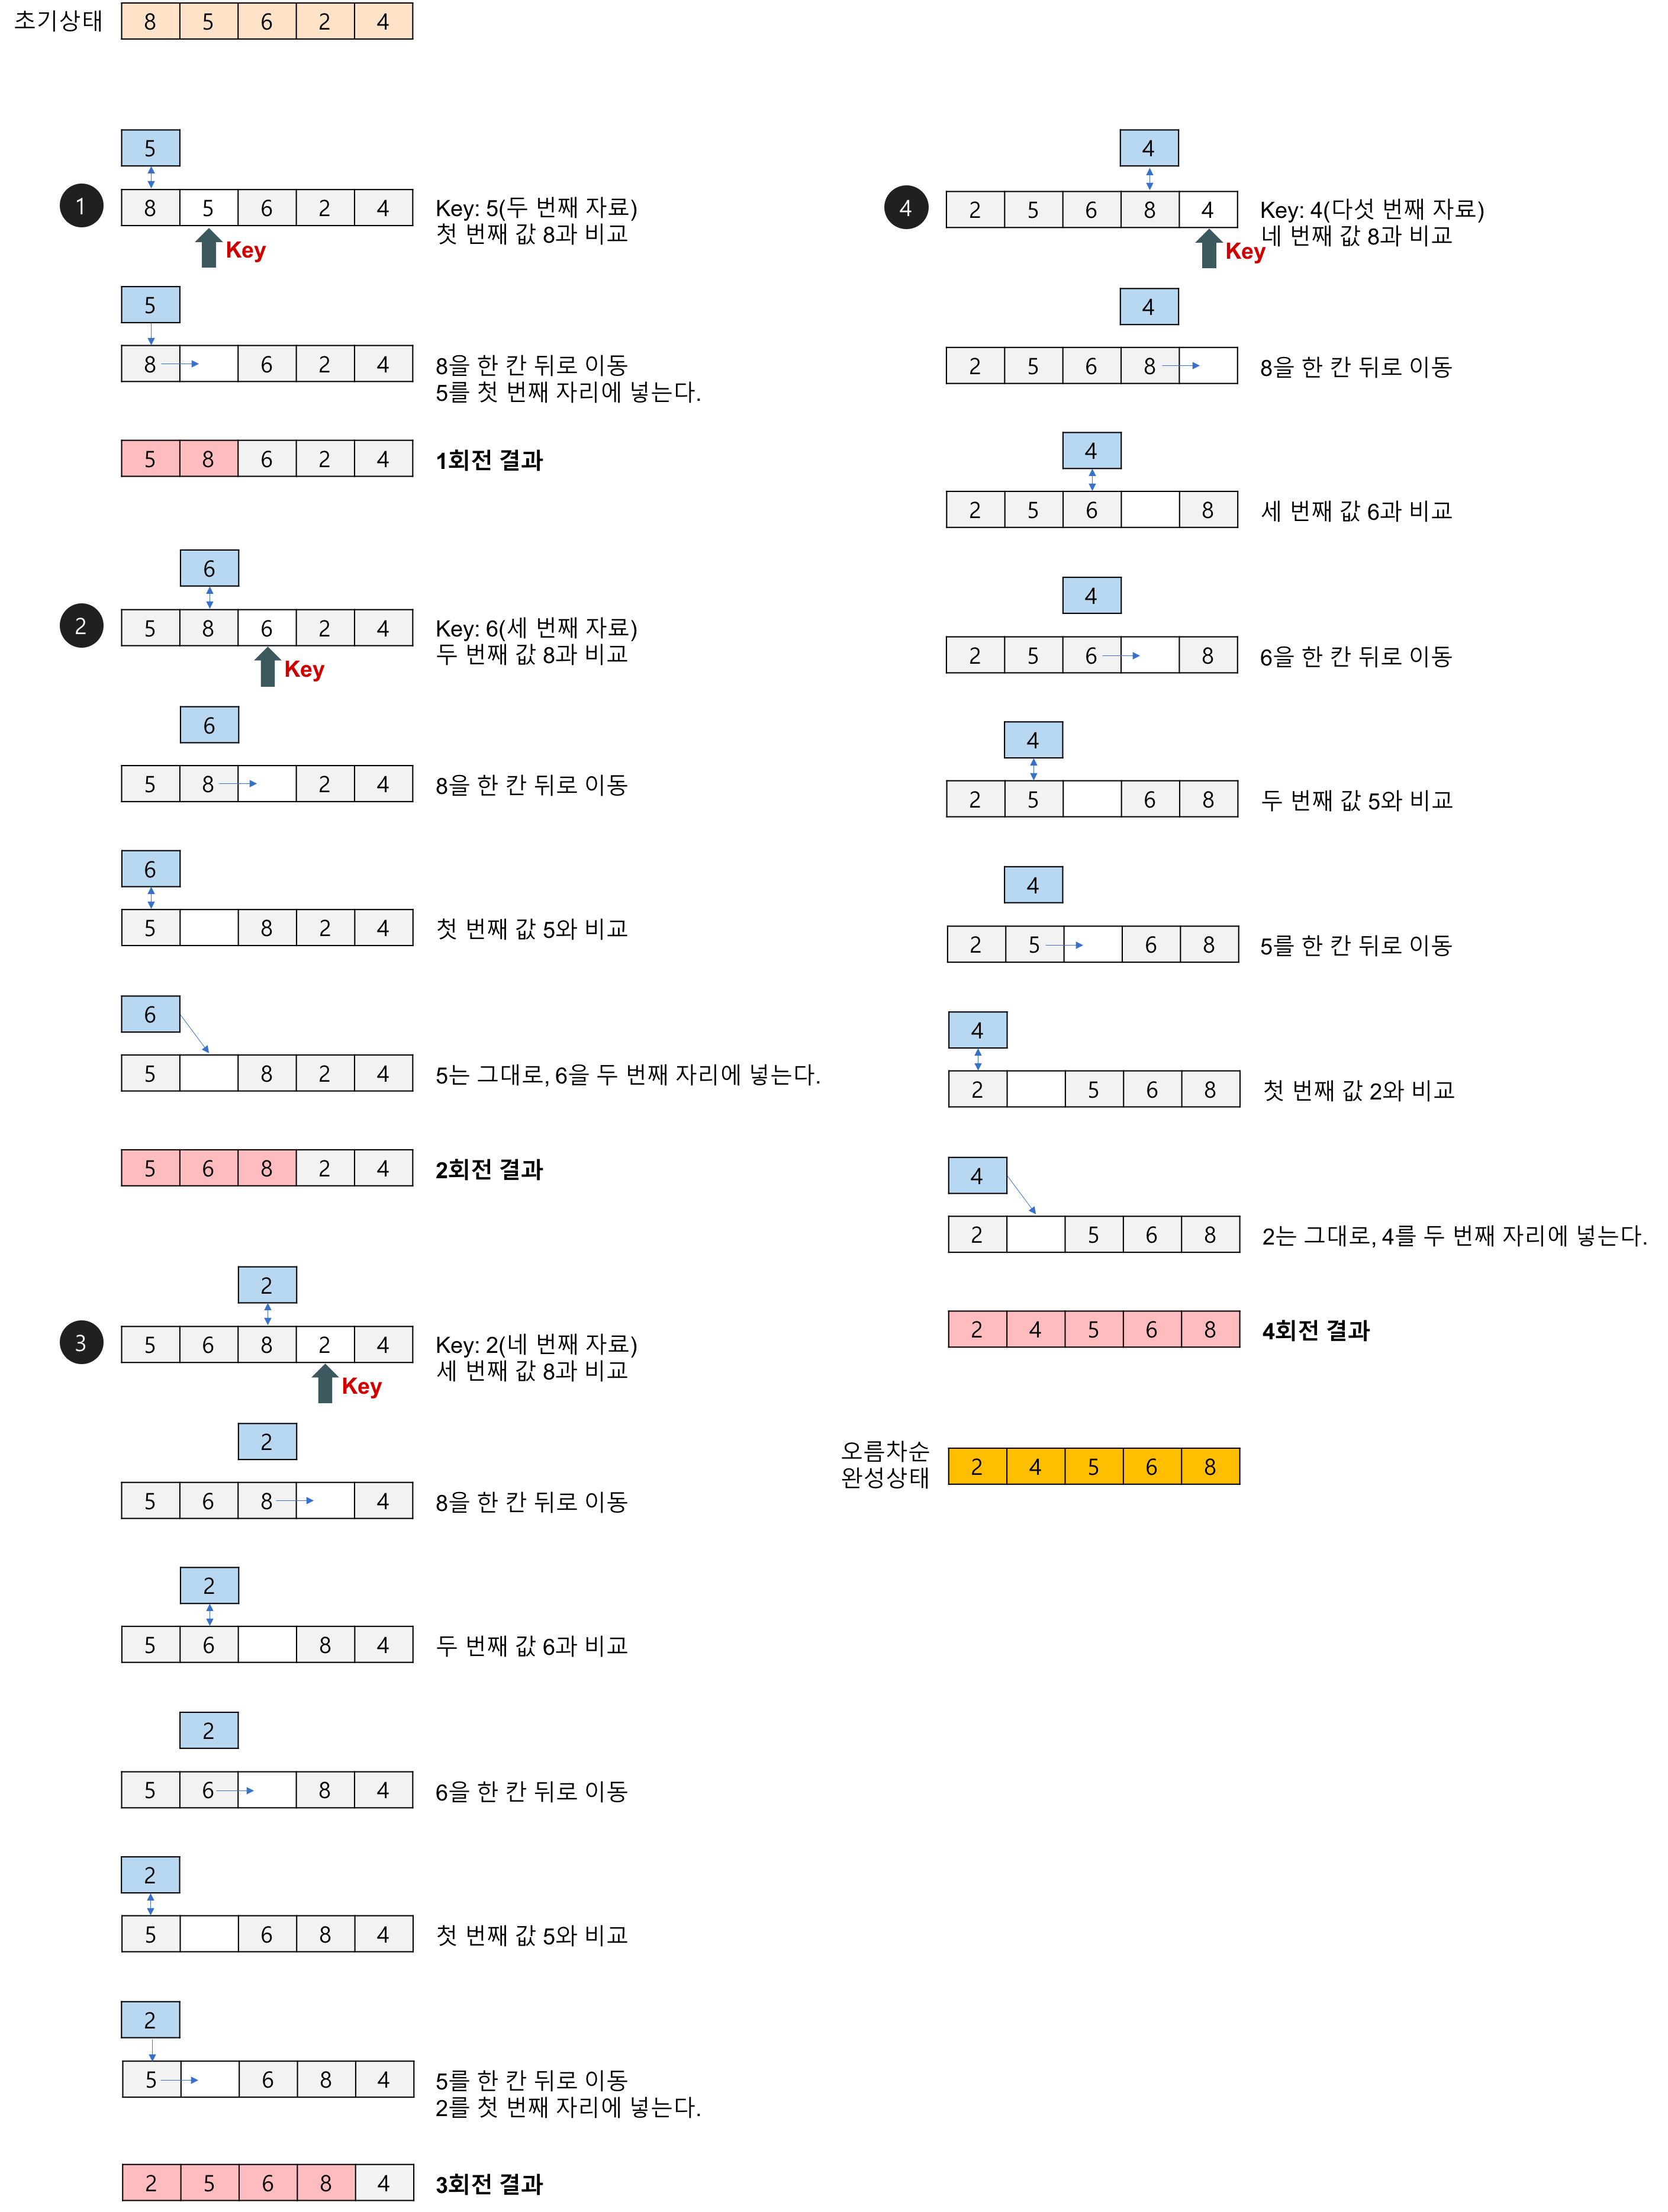 초기상태 8 5 6 2 4
5
1 8 5 6 2 4 Key: 5(두 번째 자료)
첫 번째 값 8과 비교
Key
5
8 6 2 4 8을 한 칸 뒤로 이동
5를 첫 번째 자리에 넣는다.
5 8 6 2 4 1회전 결과
6
2 5 8 6 2 4 Key: 6(세 번째 자료)
두 번째 값 8과 비교
Key
6
5 8 2 4 8을 한 칸 뒤로 이동
6
5 8 2 4 첫 번째 값 5와 비교
6
5 8 2 4 5는 그대로, 6을 두 번째 자리에 넣는다.
5 6 8 2 4 2회전 결과
2
3 5 6 8 2 4 Key: 2(네 번째 자료)
세 번째 값 8과 비교
Key
2
5 6 8 4 8을 한 칸 뒤로 이동
2
5 6 8 4 두 번째 값 6과 비교
2
5 6 8 4 6을 한 칸 뒤로 이동
2
5 6 8 4 첫 번째 값 5와 비교
2
5 6 8 4 5를 한 칸 뒤로 이동
2를 첫 번째 자리에 넣는다.
2 5 6 8 4 3회전 결과
4
4 2 5 6 8 4 Key: 4(다섯 번째 자료)
네 번째 값 8과 비교
Key
4
2 5 6 8 8을 한 칸 뒤로 이동
4
2 5 6 8 세 번째 값 6과 비교
4
2 5 6 8 6을 한 칸 뒤로 이동
4
2 5 6 8 두 번째 값 5와 비교
4
2 5 6 8 5를 한 칸 뒤로 이동
4
2 5 6 8 첫 번째 값 2와 비교
4
2 5 6 8 2는 그대로, 4를 두 번째 자리에 넣는다.
2 4 5 6 8 4회전 결과
오름차순
완성상태 2 4 5 6 8